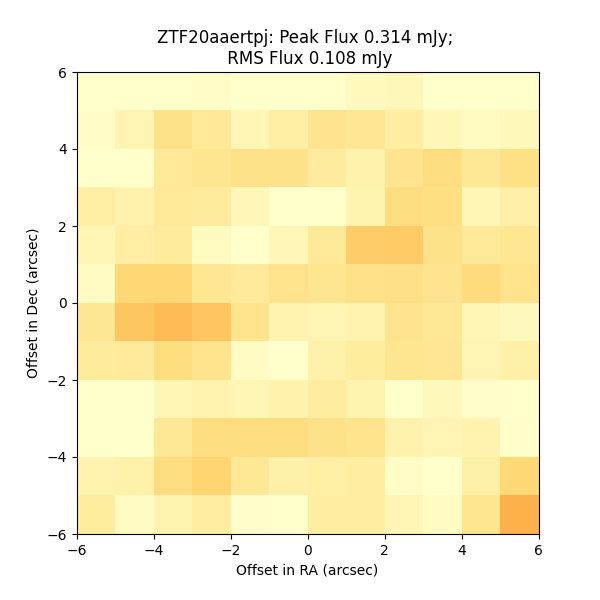 ZTF20aaertpj: Peak Flux 0.314 mJy;
RMS Flux 0.108 mJy
6
4
2
0
−2
−4
−6
Offset in Dec (arcsec)
−6 −4 −2 0 2 4 6
Offset in RA (arcsec)